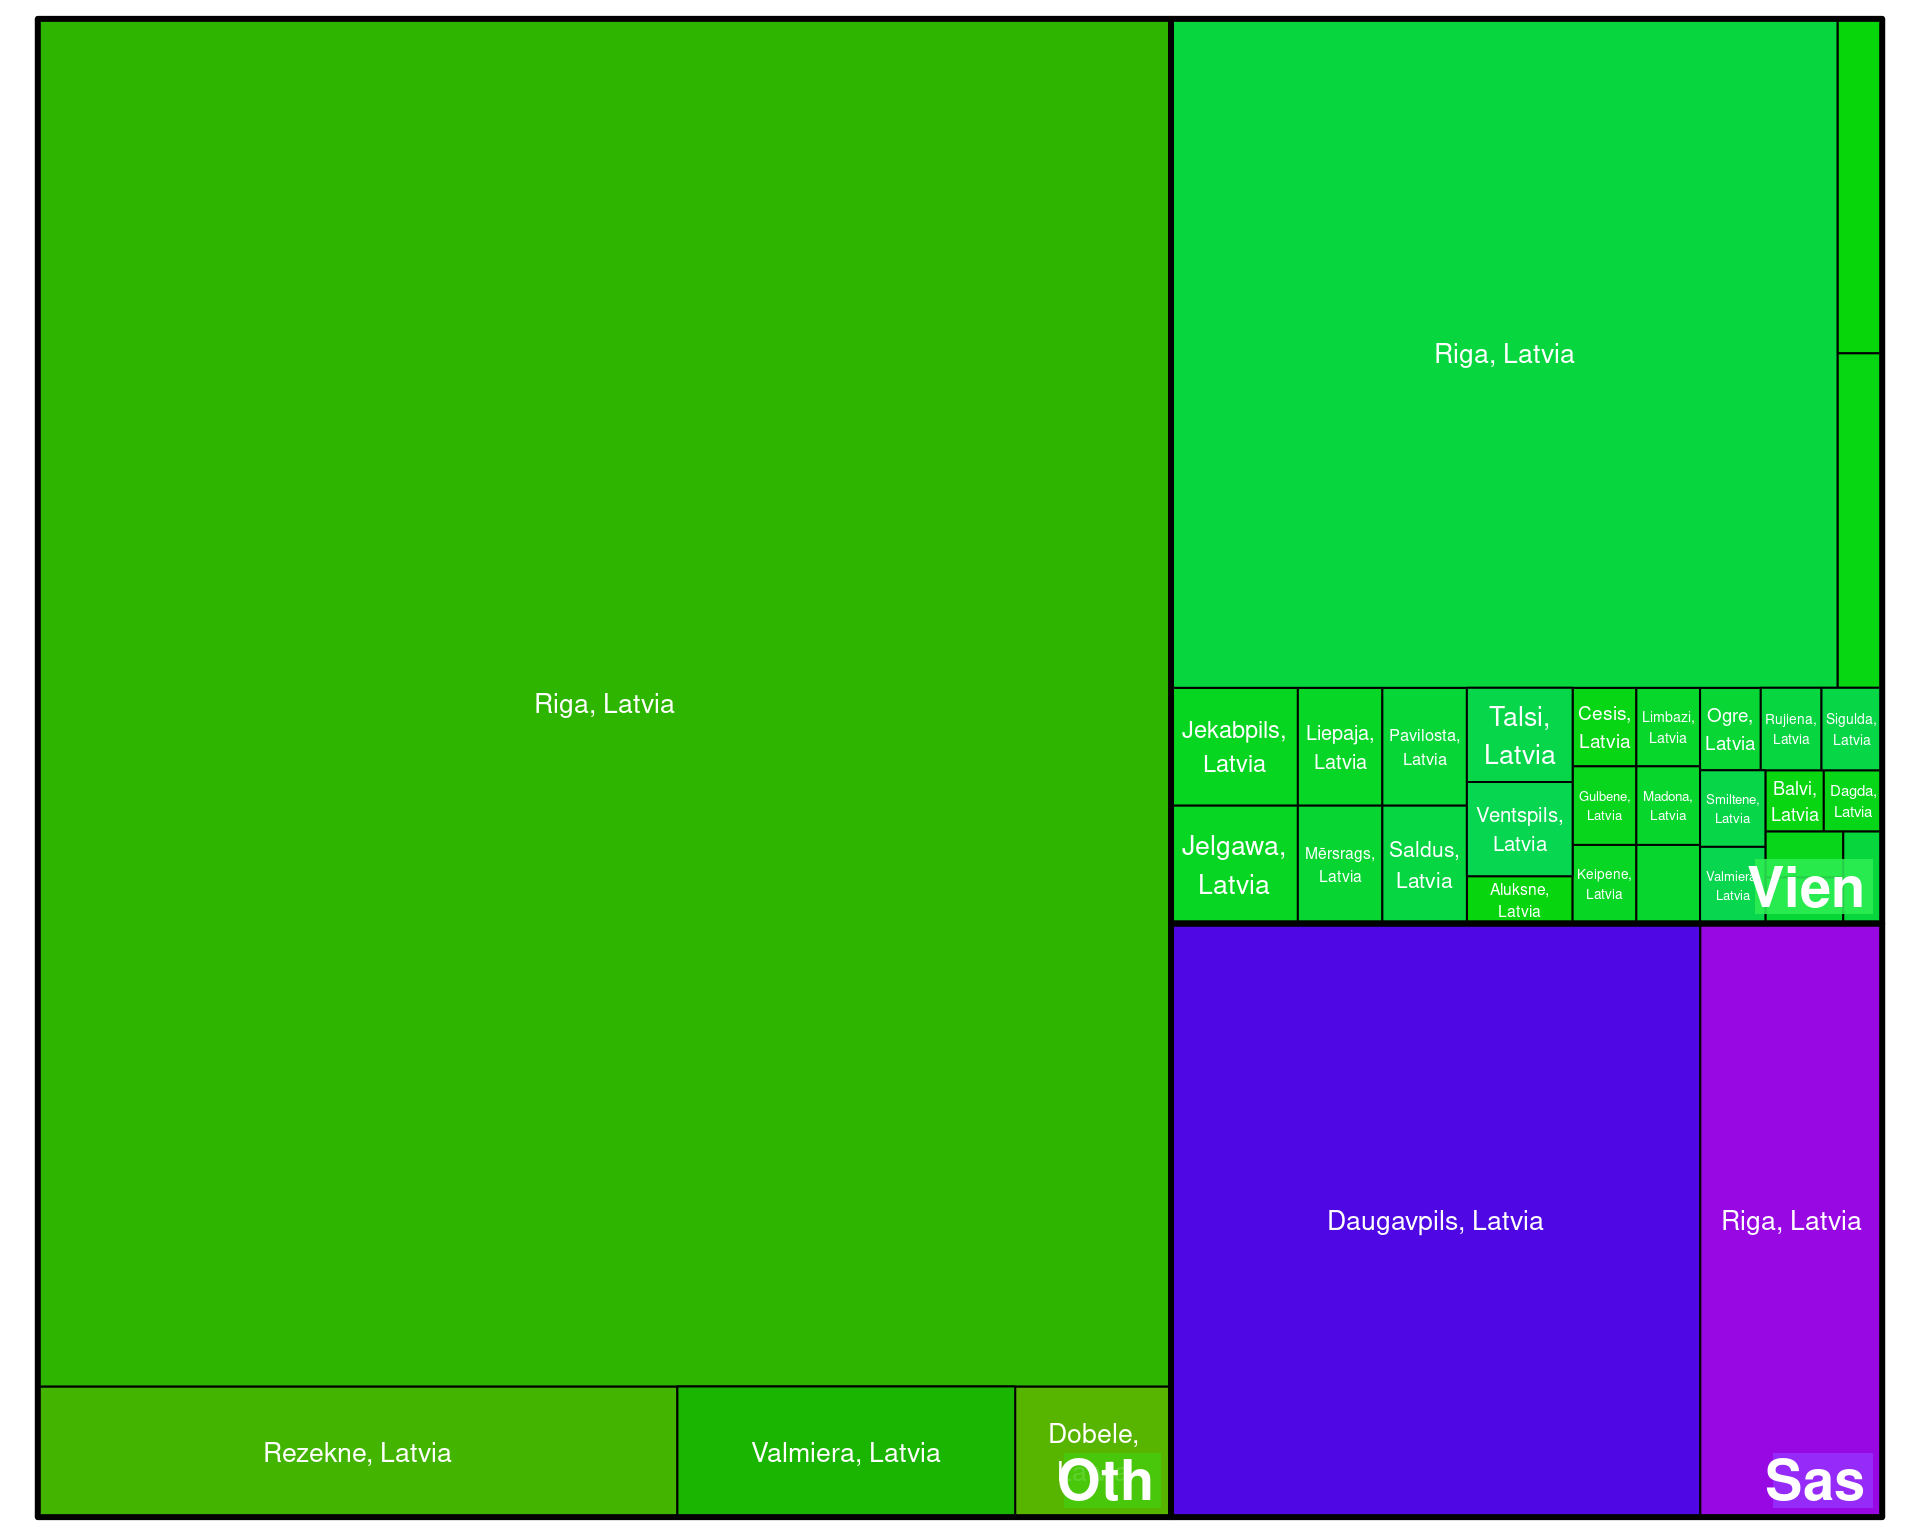 Riga, Latvia
Rezekne, Latvia
Valmiera, Latvia
Dobele,
Oth
Riga, Latvia
Jekabpils,
Latvia
Jelgawa,
Latvia
Liepaja,
Latvia
Mērsrags,
Latvia
Pavilosta,
Latvia
Saldus,
Latvia
Talsi,
Latvia
Ventspils,
Latvia
Aluksne,
Latvia
Cesis,
Latvia
Gulbene,
Latvia
Kelpene,
Latvia
Limbazi,
Latvia
Madona,
Latvia
Ogre,
Latvia
Rujiena,
Latvia
Sigulda,
Latvia
Smiltene,
Latvia
Valmiera
Latvia
Balvi,
Latvia
Dagda,
Latvia
Vien
Daugavpils, Latvia
Riga, Latvia
Sas